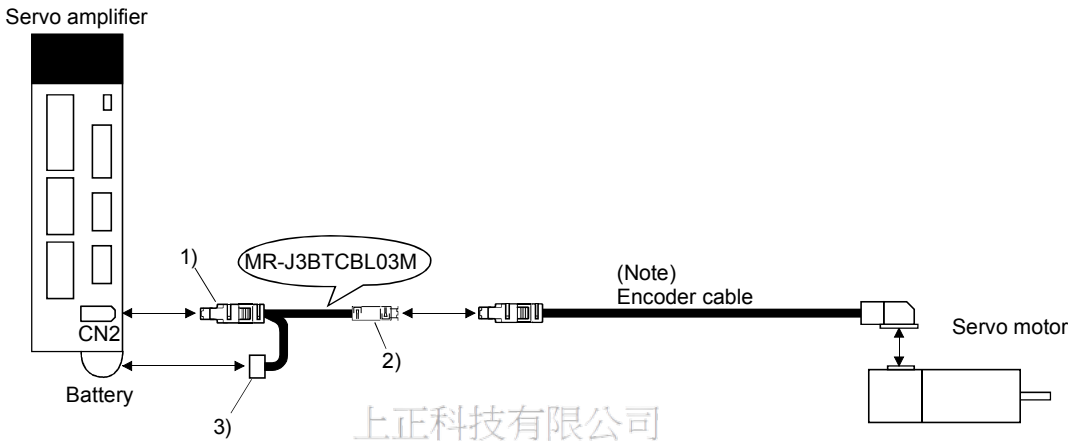 Servo amplifier
1)
MR-J3BTCBL03M
(Note)
Encoder cable
CN2
2)
Servo motor
Battery
3)
上正科技有限公司